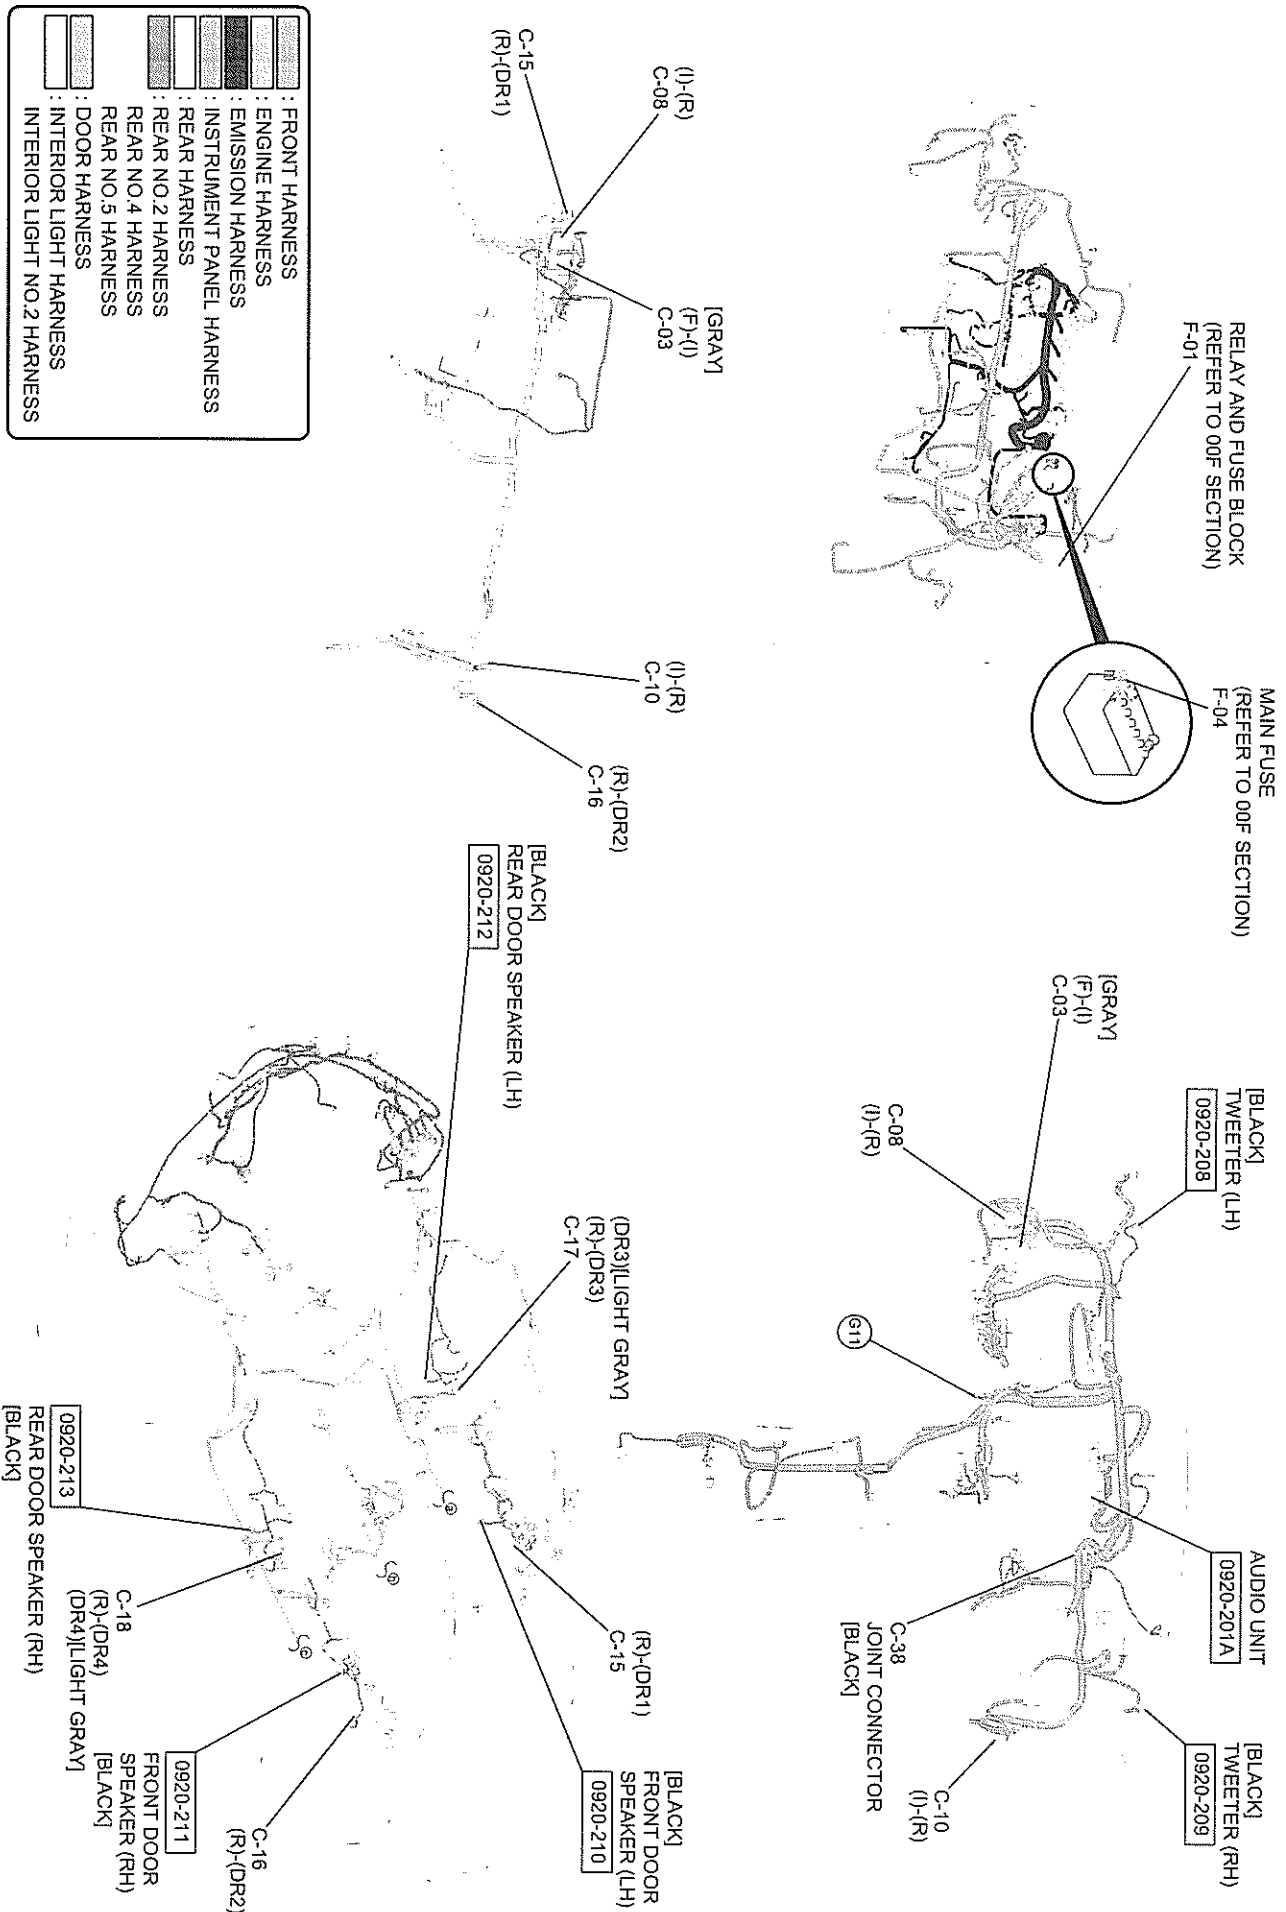 RELAY AND FUSE BLOCK
(REFER TO 00F SECTION)
F-01
MAIN FUSE
(REFER TO 00F SECTION)
F-04
[BLACK]
TWEETER (LH)
0920-208
[GRAY]
(F)-(I)
C-03
C-08
(I)-(R)
G11
AUDIO UNIT
0920-201A
C-38
JOINT CONNECTOR
[BLACK]
[BLACK]
TWEETER (RH)
0920-209
C-10
(I)-(R)
(I)-(R)
C-08
C-15
(R)-(DR1)
[GRAY]
(F)-(I)
C-03
(I)-(R)
C-10
(R)-(DR2)
C-16
[BLACK]
REAR DOOR SPEAKER (LH)
0920-212
(DR3)[LIGHT GRAY]
(R)-(DR3)
C-17
(R)-(DR1)
C-15
[BLACK]
FRONT DOOR
SPEAKER (LH)
0920-210
0920-213
REAR DOOR SPEAKER (RH)
[BLACK]
C-18
(R)-(DR4)
(DR4)[LIGHT GRAY]
0920-211
FRONT DOOR
SPEAKER (RH)
[BLACK]
C-16
(R)-(DR2)
: FRONT HARNESS
: ENGINE HARNESS
: EMISSION HARNESS
: INSTRUMENT PANEL HARNESS
: REAR HARNESS
: REAR NO.2 HARNESS
REAR NO.4 HARNESS
REAR NO.5 HARNESS
: DOOR HARNESS
: INTERIOR LIGHT HARNESS
INTERIOR LIGHT NO.2 HARNESS